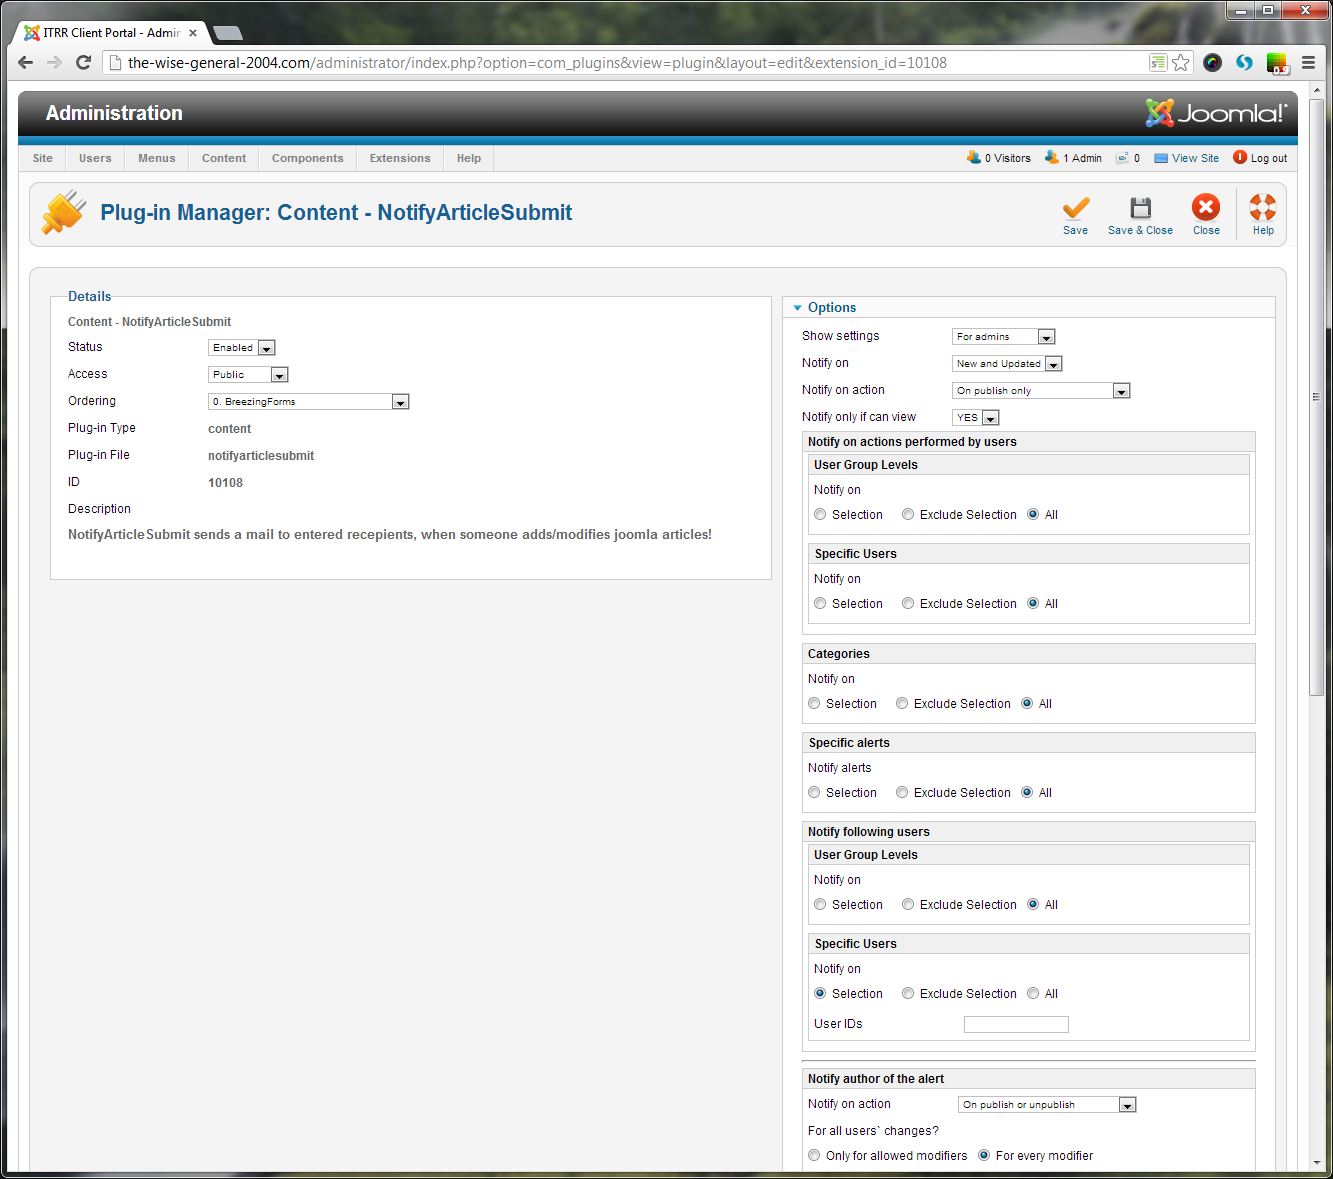 ITRR Client Portal - Admin
the-wise-general-2004.com/administrator/index.php?option=com_plugins&view=plugin&layout=edit&extension_id=10108
0.9
Administration
Joomla!
Site Users Menus Content Components Extensions Help
0 Visitors 1 Admin 0 View Site Log out
Plug-in Manager: Content - NotifyArticleSubmit
Save Save & Close Close Help
Details
Content - NotifyArticleSubmit
Status Enabled
Access Public
Ordering 0. BreezingForms
Plug-in Type content
Plug-in File notifyarticlesubmit
ID 10108
Description
NotifyArticleSubmit sends a mail to entered recepients, when someone adds/modifies joomla articles!
Options
Show settings For admins
Notify on New and Updated
Notify on action On publish only
Notify only if can view YES
Notify on actions performed by users
User Group Levels
Notify on
Selection Exclude Selection All
Specific Users
Notify on
Selection Exclude Selection All
Categories
Notify on
Selection Exclude Selection All
Specific alerts
Notify alerts
Selection Exclude Selection All
Notify following users
User Group Levels
Notify on
Selection Exclude Selection All
Specific Users
Notify on
Selection Exclude Selection All
User IDs
Notify author of the alert
Notify on action On publish or unpublish
For all users` changes?
Only for allowed modifiers For every modifier